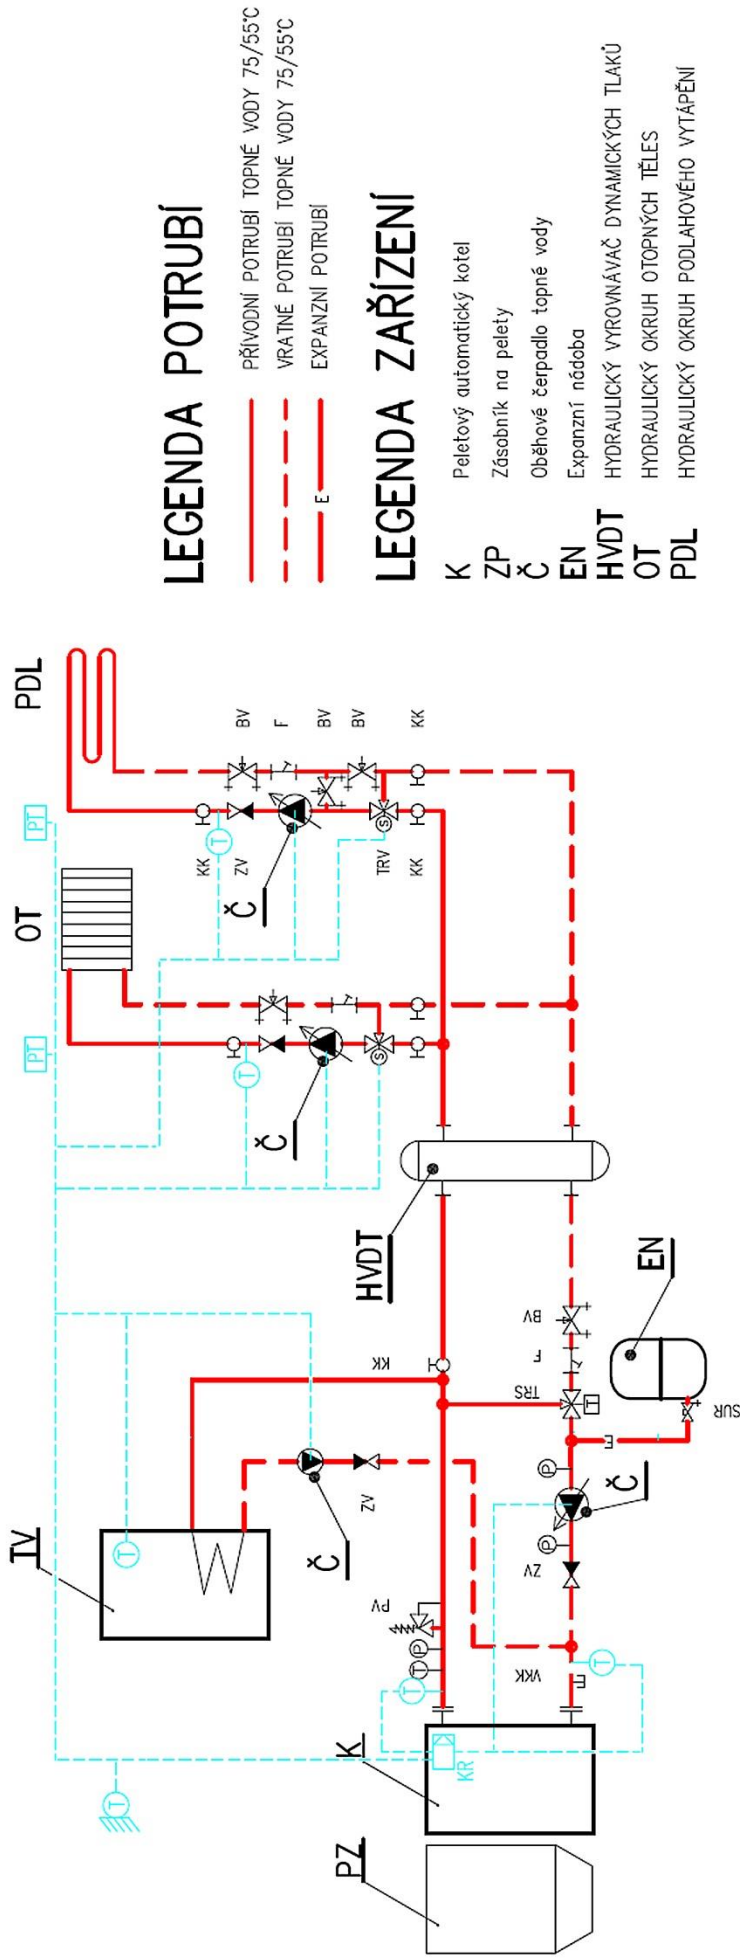 LEGENDA POTRUBÍ
PŘÍVODNÍ POTRUBÍ TOPNÉ VODY 75/55°C
VRATNÉ POTRUBÍ TOPNÉ VODY 75/55°C
E EXPANZNÍ POTRUBÍ
LEGENDA ZAŘÍZENÍ
K Peletový automatický kotel
ZP Zásobník na pelety
Č Oběhové čerpadlo topné vody
EN Expanzní nádoba
HVDT HYDRAULICKÝ VYROVNÁVAČ DYNAMICKÝCH TLAKŮ
OT HYDRAULICKÝ OKRUH OTOPNÝCH TĚLES
PDL HYDRAULICKÝ OKRUH PODLAHOVÉHO VYTÁPĚNÍ
PDL
PT
OT
PT
KK
T
ZV
Č
TRV
S
KK
BV
F
BV
BV
KK
T
Č
S
HVDT
TV
T
Č
ZV
KK
TRS
T
F
BV
EN
SUR
E
P
Č
P
ZV
PV
P
T
T
VKK
E
T
K
KR
T
PZ